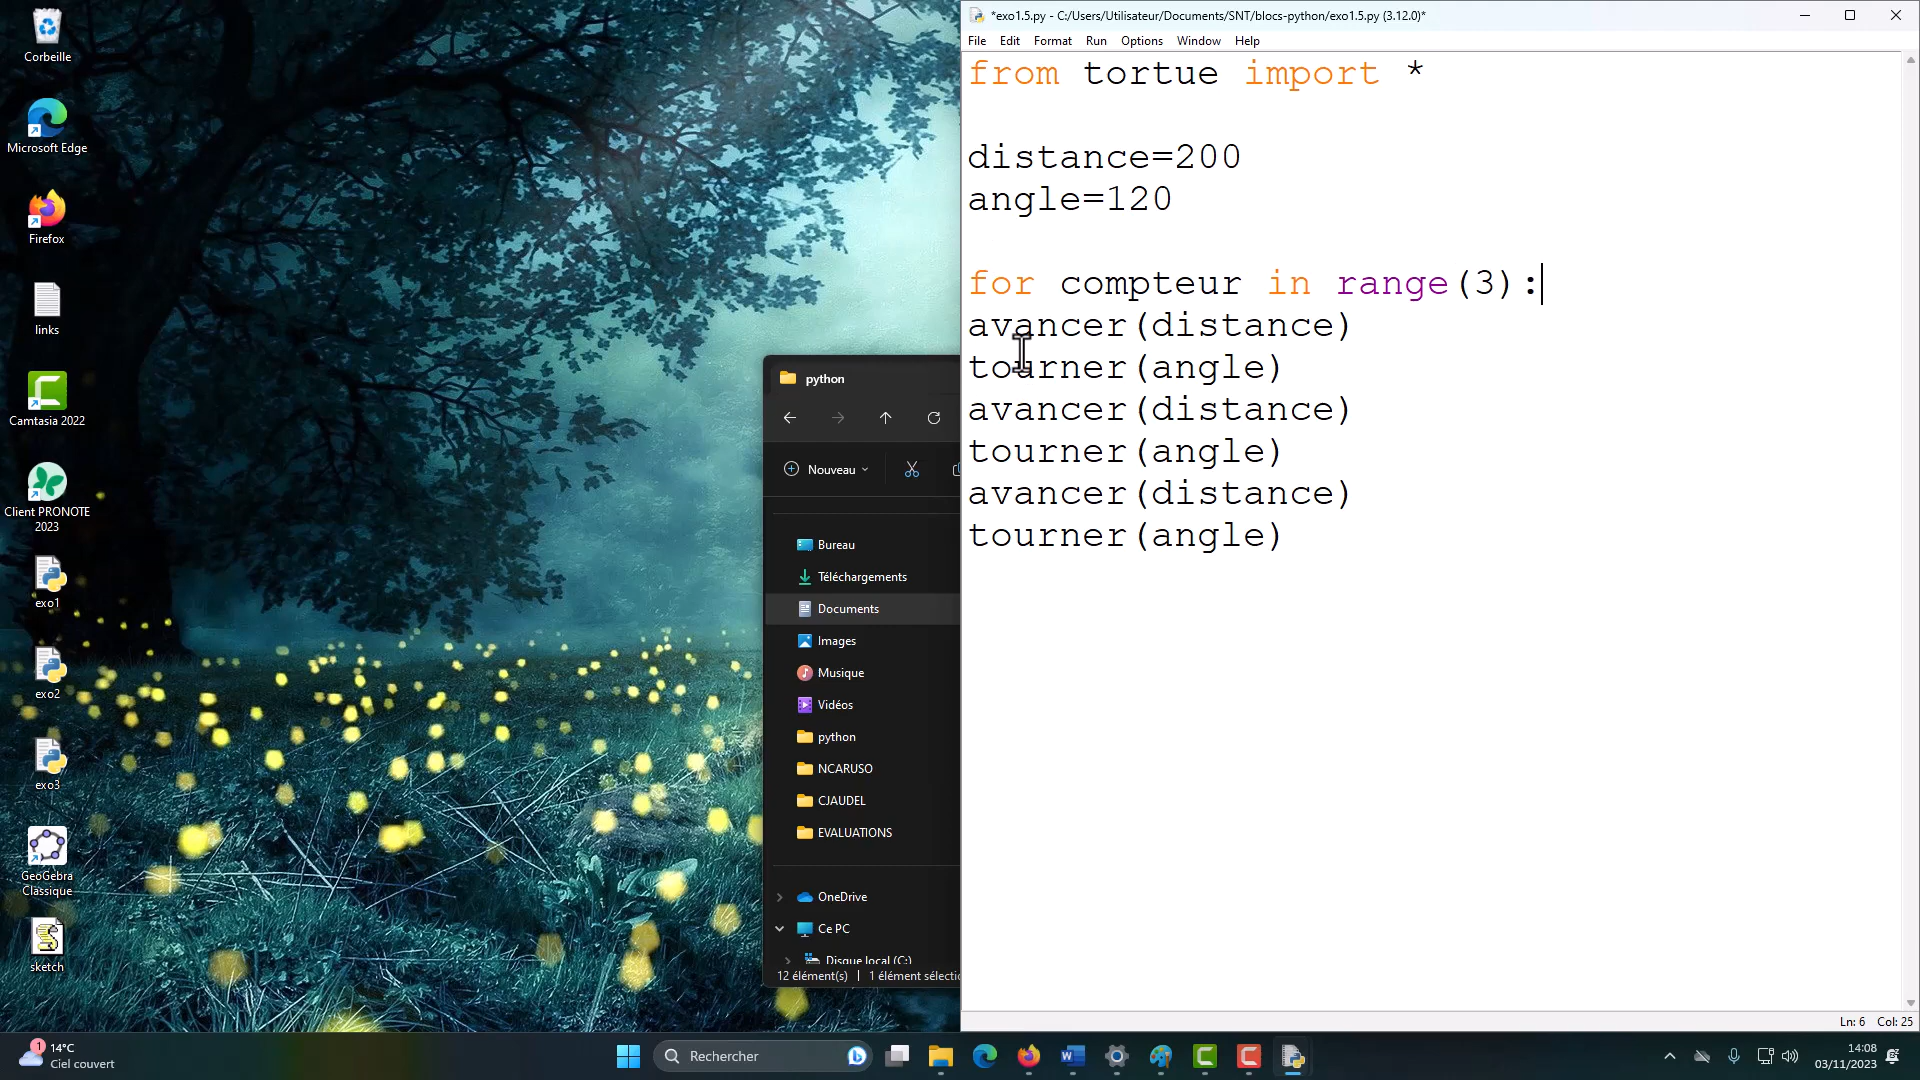 Corbeille
Microsoft Edge
Firefox
links
Camtasia 2022
Client PRONOTE
2023
exo1
exo2
exo3
GeoGebra
Classique
sketch
python
Nouveau
Bureau
Téléchargements
Documents
Images
Musique
Vidéos
python
NCARUSO
CJAUDEL
EVALUATIONS
OneDrive
Ce PC
Disque local (C:)
12 élément(s)
1 élément sélectio
*exo1.5.py - C:/Users/Utilisateur/Documents/SNT/blocs-python/exo1.5.py (3.12.0)*
File Edit Format Run Options Window Help
from tortue import *
distance=200
angle=120
for compteur in range(3):
avancer(distance)
tourner(angle)
avancer(distance)
tourner(angle)
avancer(distance)
tourner(angle)
Ln: 6 Col: 25
1
14°C
Ciel couvert
Rechercher
14:08
03/11/2023